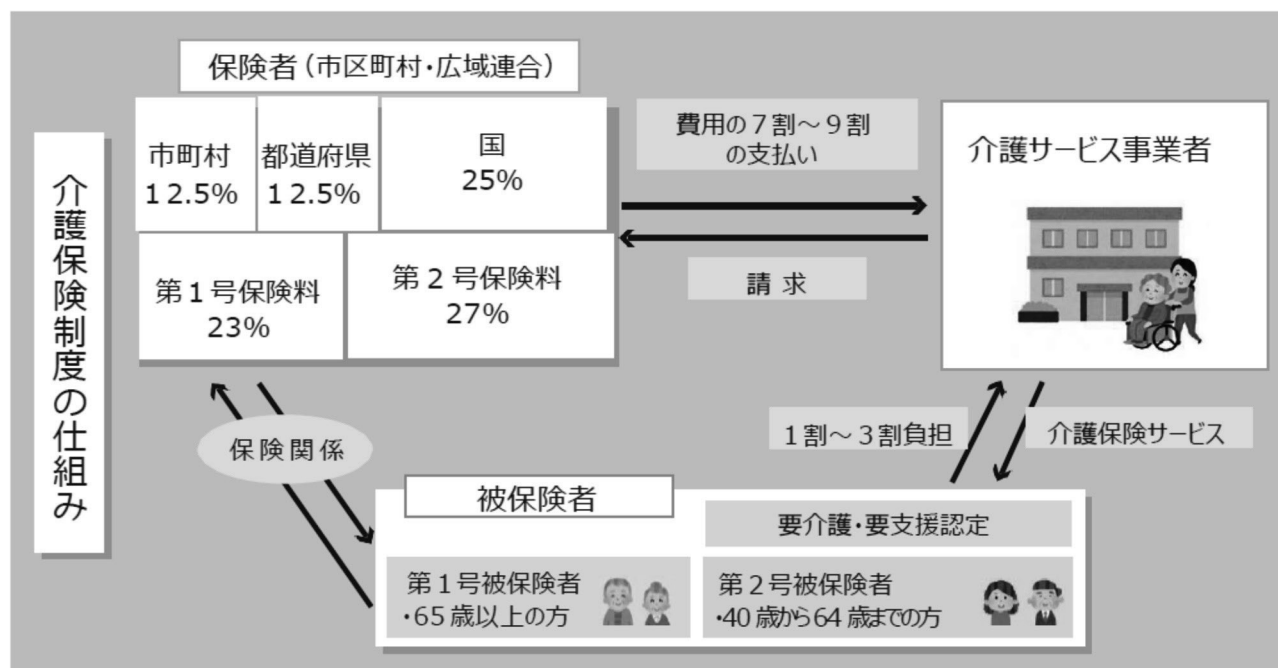 介護保険制度の仕組み
保険者（市区町村・広域連合）
市町村
12.5%
都道府県
12.5%
国
25%
第１号保険料
23%
第２号保険料
27%
費用の７割～９割
の支払い
請求
介護サービス事業者
保険関係
１割～３割負担
介護保険サービス
被保険者
要介護・要支援認定
第１号被保険者
・65歳以上の方
第２号被保険者
・40歳から64歳までの方